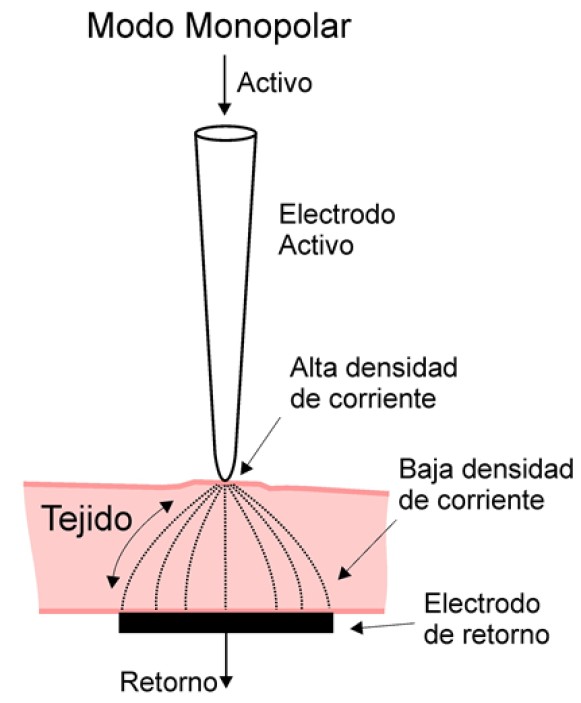 Modo Monopolar
Activo
Electrodo
Activo
Alta densidad
de corriente
Baja densidad
de corriente
Tejido
Electrodo
de retorno
Retorno